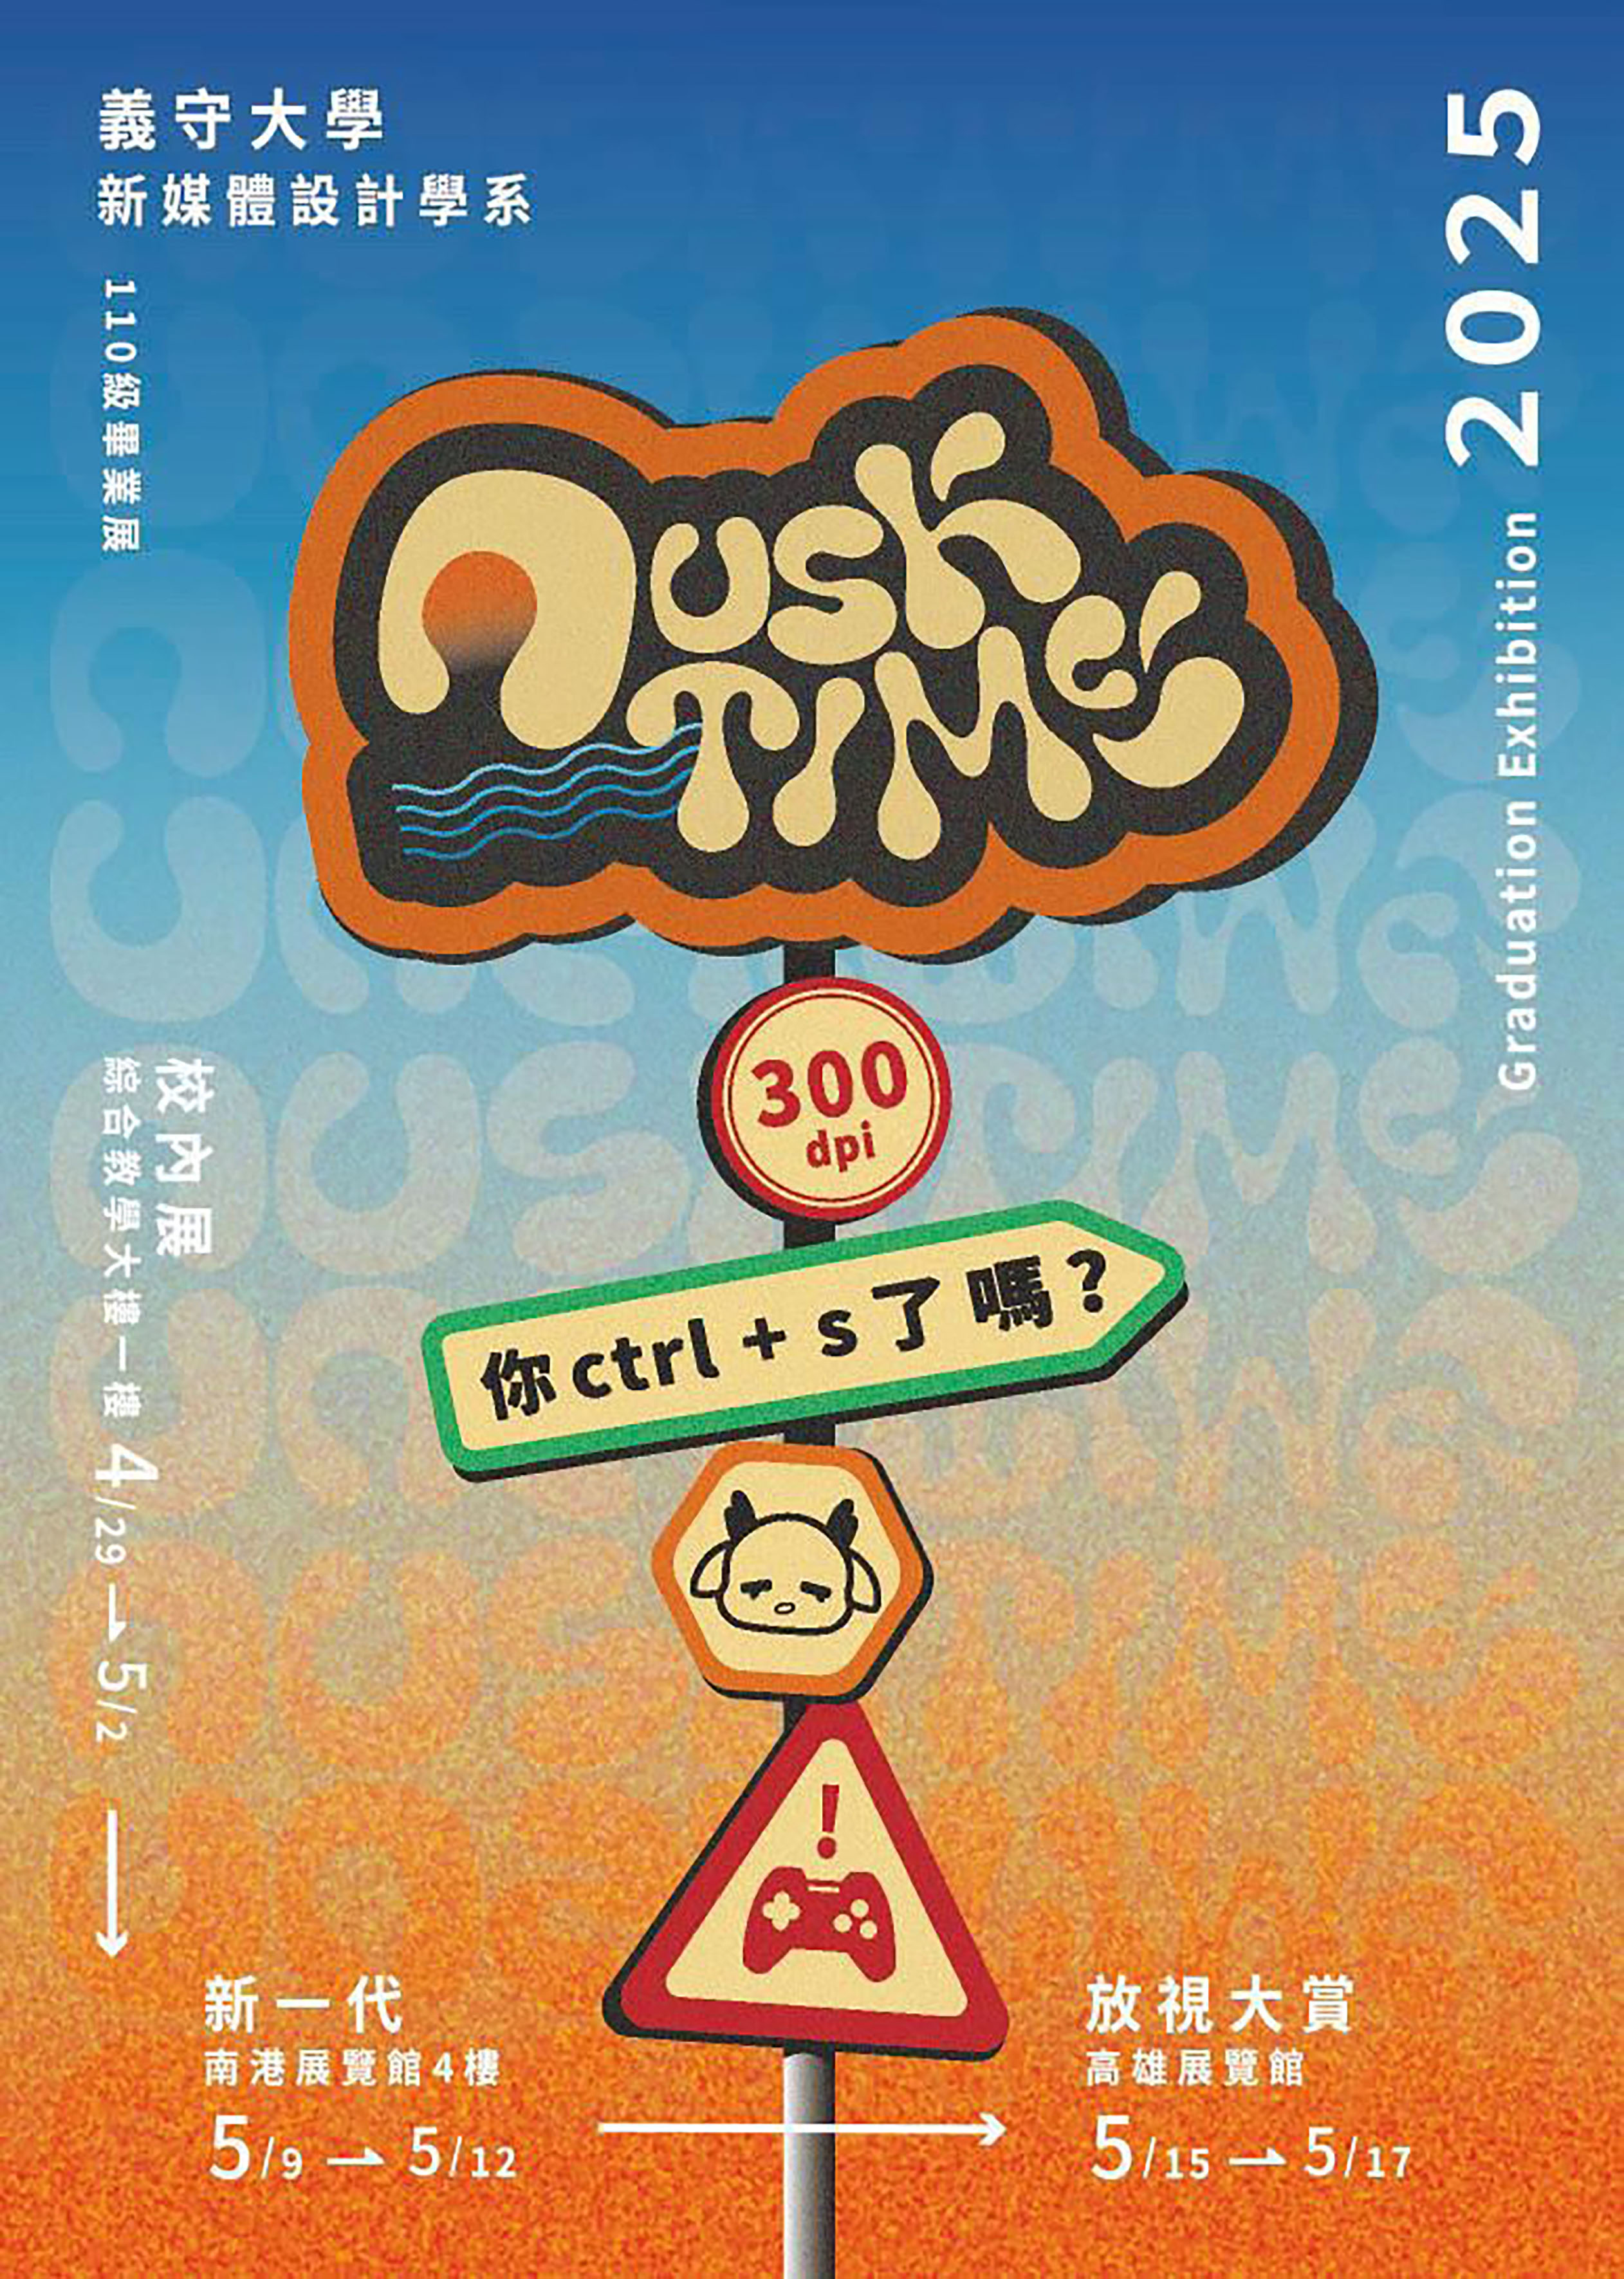 義守大學
新媒體設計學系
110級畢業展
2025
Graduation Exhibition
DUSK
TIME
300
dpi
你ctrl+s了嗎？
!
校內展
綜合教學大樓一樓 4/29⇀5/2
新一代
南港展覽館4樓
5/9⇀5/12
放視大賞
高雄展覽館
5/15⇀5/17